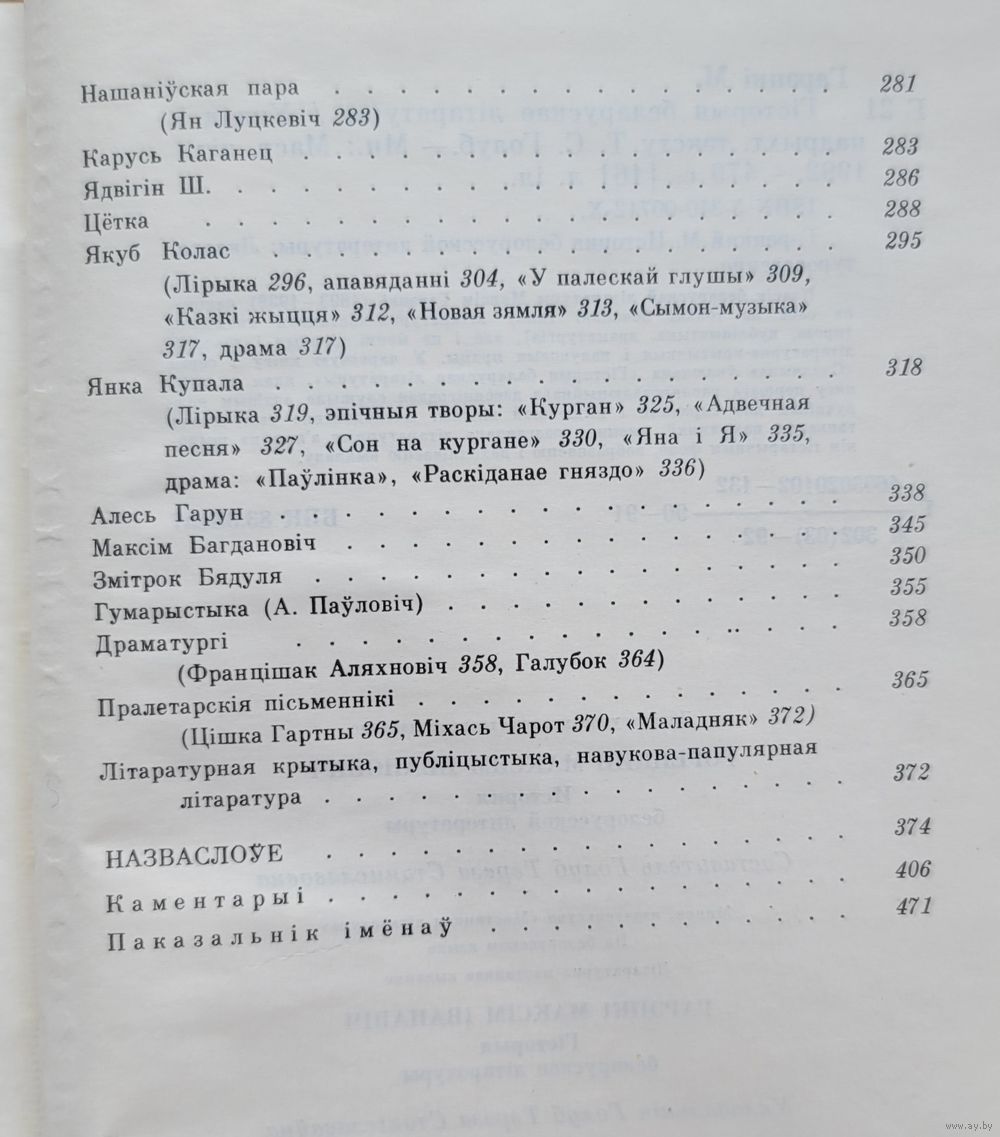 Нашаніўская пара . . . . . . . . . . . . . . . . 281
(Ян Луцкевіч 283)
Карусь Каганец . . . . . . . . . . . . . . . . 283
Ядвігін Ш. . . . . . . . . . . . . . . . . . . 286
Цётка . . . . . . . . . . . . . . . . . . 288
Якуб Колас . . . . . . . . . . . . . . . . . 295
(Лірыка 296, апавяданні 304, «У палескай глушы» 309,
«Казкі жыцця» 312, «Новая зямля» 313, «Сымон-музыка»
317, драма 317)
Янка Купала . . . . . . . . . . . . . . . . 318
(Лірыка 319, эпічныя творы: «Курган» 325, «Адвечная
песня» 327, «Сон на кургане» 330, «Яна і Я» 335,
драма: «Паўлінка», «Раскіданае гняздо» 336)
Алесь Гарун . . . . . . . . . . . . . . . . . 338
Максім Багдановіч . . . . . . . . . . . . . . 345
Змітрок Бядуля . . . . . . . . . . . . . . . 350
Гумарыстыка (А. Паўловіч) . . . . . . . . . . . 355
Драматургі . . . . . . . . . . . .. . . . . 358
(Францішак Аляхновіч 358, Галубок 364)
Пралетарскія пісьменнікі . . . . . . . . . . . . 365
(Цішка Гартны 365, Міхась Чарот 370, «Маладняк» 372)
Літаратурная крытыка, публіцыстыка, навукова-папулярная
літаратура . . . . . . . . . . . . . . . 372
НАЗВАСЛОЎЕ . . . . . . . . . . . . . . . 374
Каментарыі . . . . . . . . . . . . . . . 406
Паказальнік імёнаў . . . . . . . . . . . 471
www.ay.by